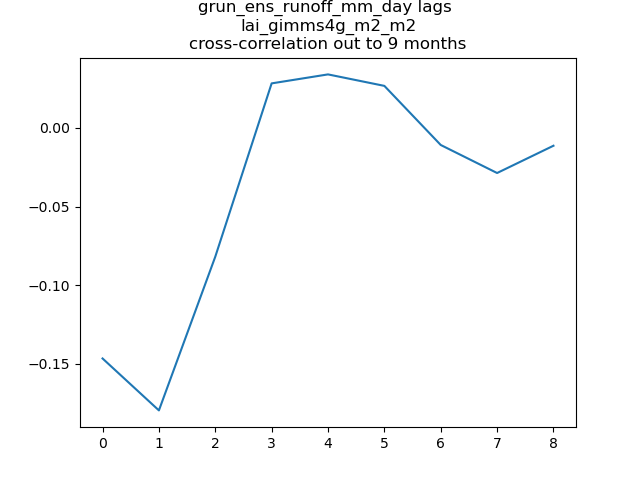 grun_ens_runoff_mm_day lags
lai_gimms4g_m2_m2
cross-correlation out to 9 months
0.00
−0.05
−0.10
−0.15
0 1 2 3 4 5 6 7 8